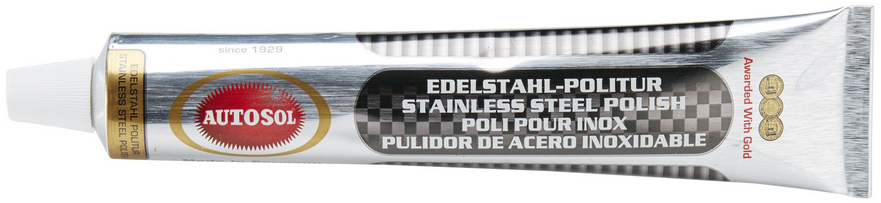 since 1929
EDELSTAHL POLITUR
STAINLESS STEEL
AUTOSOL
EDELSTAHL-POLITUR
STAINLESS STEEL POLISH
POLI POUR INOX
PULIDOR DE ACERO INOXIDABLE
Awarded With Gold